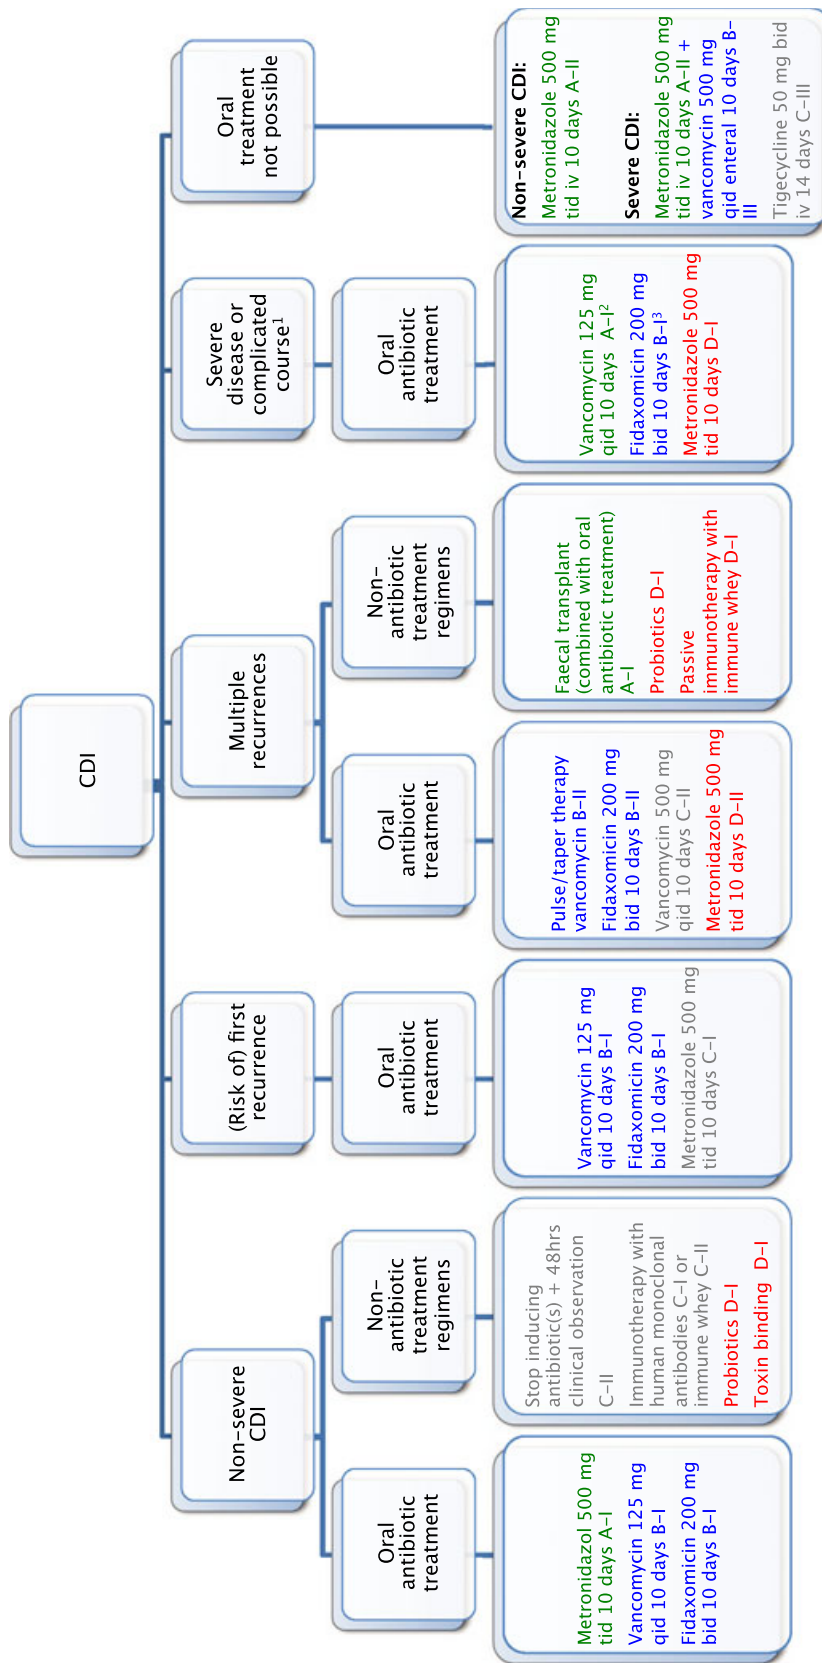 CDI
Non-severe
CDI
Oral
antibiotic
treatment
Metronidazol 500 mg
tid 10 days A-I
Vancomycin 125 mg
qid 10 days B-I
Fidaxomicin 200 mg
bid 10 days B-I
Non-
antibiotic
treatment
regimens
Stop inducing
antibiotic(s) + 48hrs
clinical observation
C-II
Immunotherapy with
human monoclonal
antibodies C-I or
immune whey C-II
Probiotics D-I
Toxin binding D-I
(Risk of) first
recurrence
Oral
antibiotic
treatment
Vancomycin 125 mg
qid 10 days B-I
Fidaxomicin 200 mg
bid 10 days B-I
Metronidazole 500 mg
tid 10 days C-I
Multiple
recurrences
Oral
antibiotic
treatment
Pulse/taper therapy
vancomycin B-II
Fidaxomicin 200 mg
bid 10 days B-II
Vancomycin 500 mg
qid 10 days C-II
Metronidazole 500 mg
tid 10 days D-II
Non-
antibiotic
treatment
regimens
Faecal transplant
(combined with oral
antibiotic treatment)
A-I
Probiotics D-I
Passive
immunotherapy with
immune whey D-I
Severe
disease or
complicated
course¹
Oral
antibiotic
treatment
Vancomycin 125 mg
qid 10 days A-I²
Fidaxomicin 200 mg
bid 10 days B-I³
Metronidazole 500 mg
tid 10 days D-I
Oral
treatment
not possible
Non-severe CDI:
Metronidazole 500 mg
tid iv 10 days A-II
Severe CDI:
Metronidazole 500 mg
tid iv 10 days A-II +
vancomycin 500 mg
qid enteral 10 days B-
III
Tigecycline 50 mg bid
iv 14 days C-III